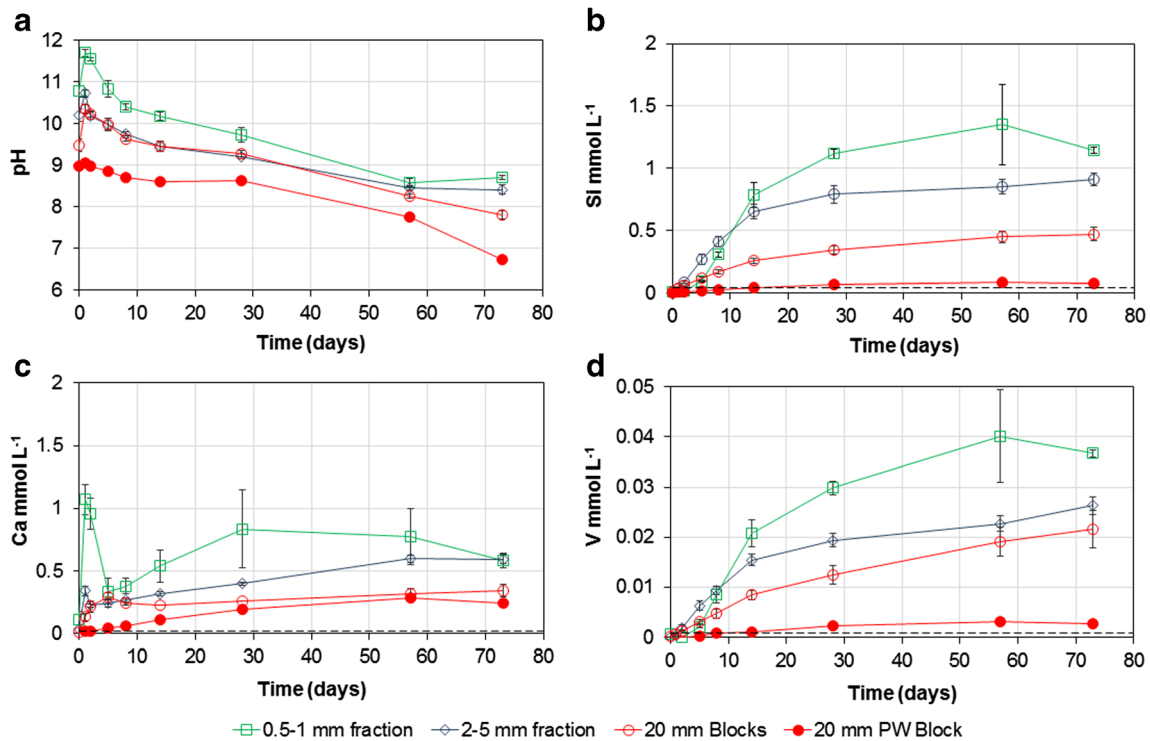 a
12
11
10
9
8
7
6
pH
0 10 20 30 40 50 60 70 80
Time (days)
b
2
1.5
1
0.5
0
Si mmol L-1
0 10 20 30 40 50 60 70 80
Time (days)
c
2
1.5
1
0.5
0
Ca mmol L-1
0 10 20 30 40 50 60 70 80
Time (days)
d
0.05
0.04
0.03
0.02
0.01
0
V mmol L-1
0 10 20 30 40 50 60 70 80
Time (days)
0.5-1 mm fraction 2-5 mm fraction 20 mm Blocks 20 mm PW Block